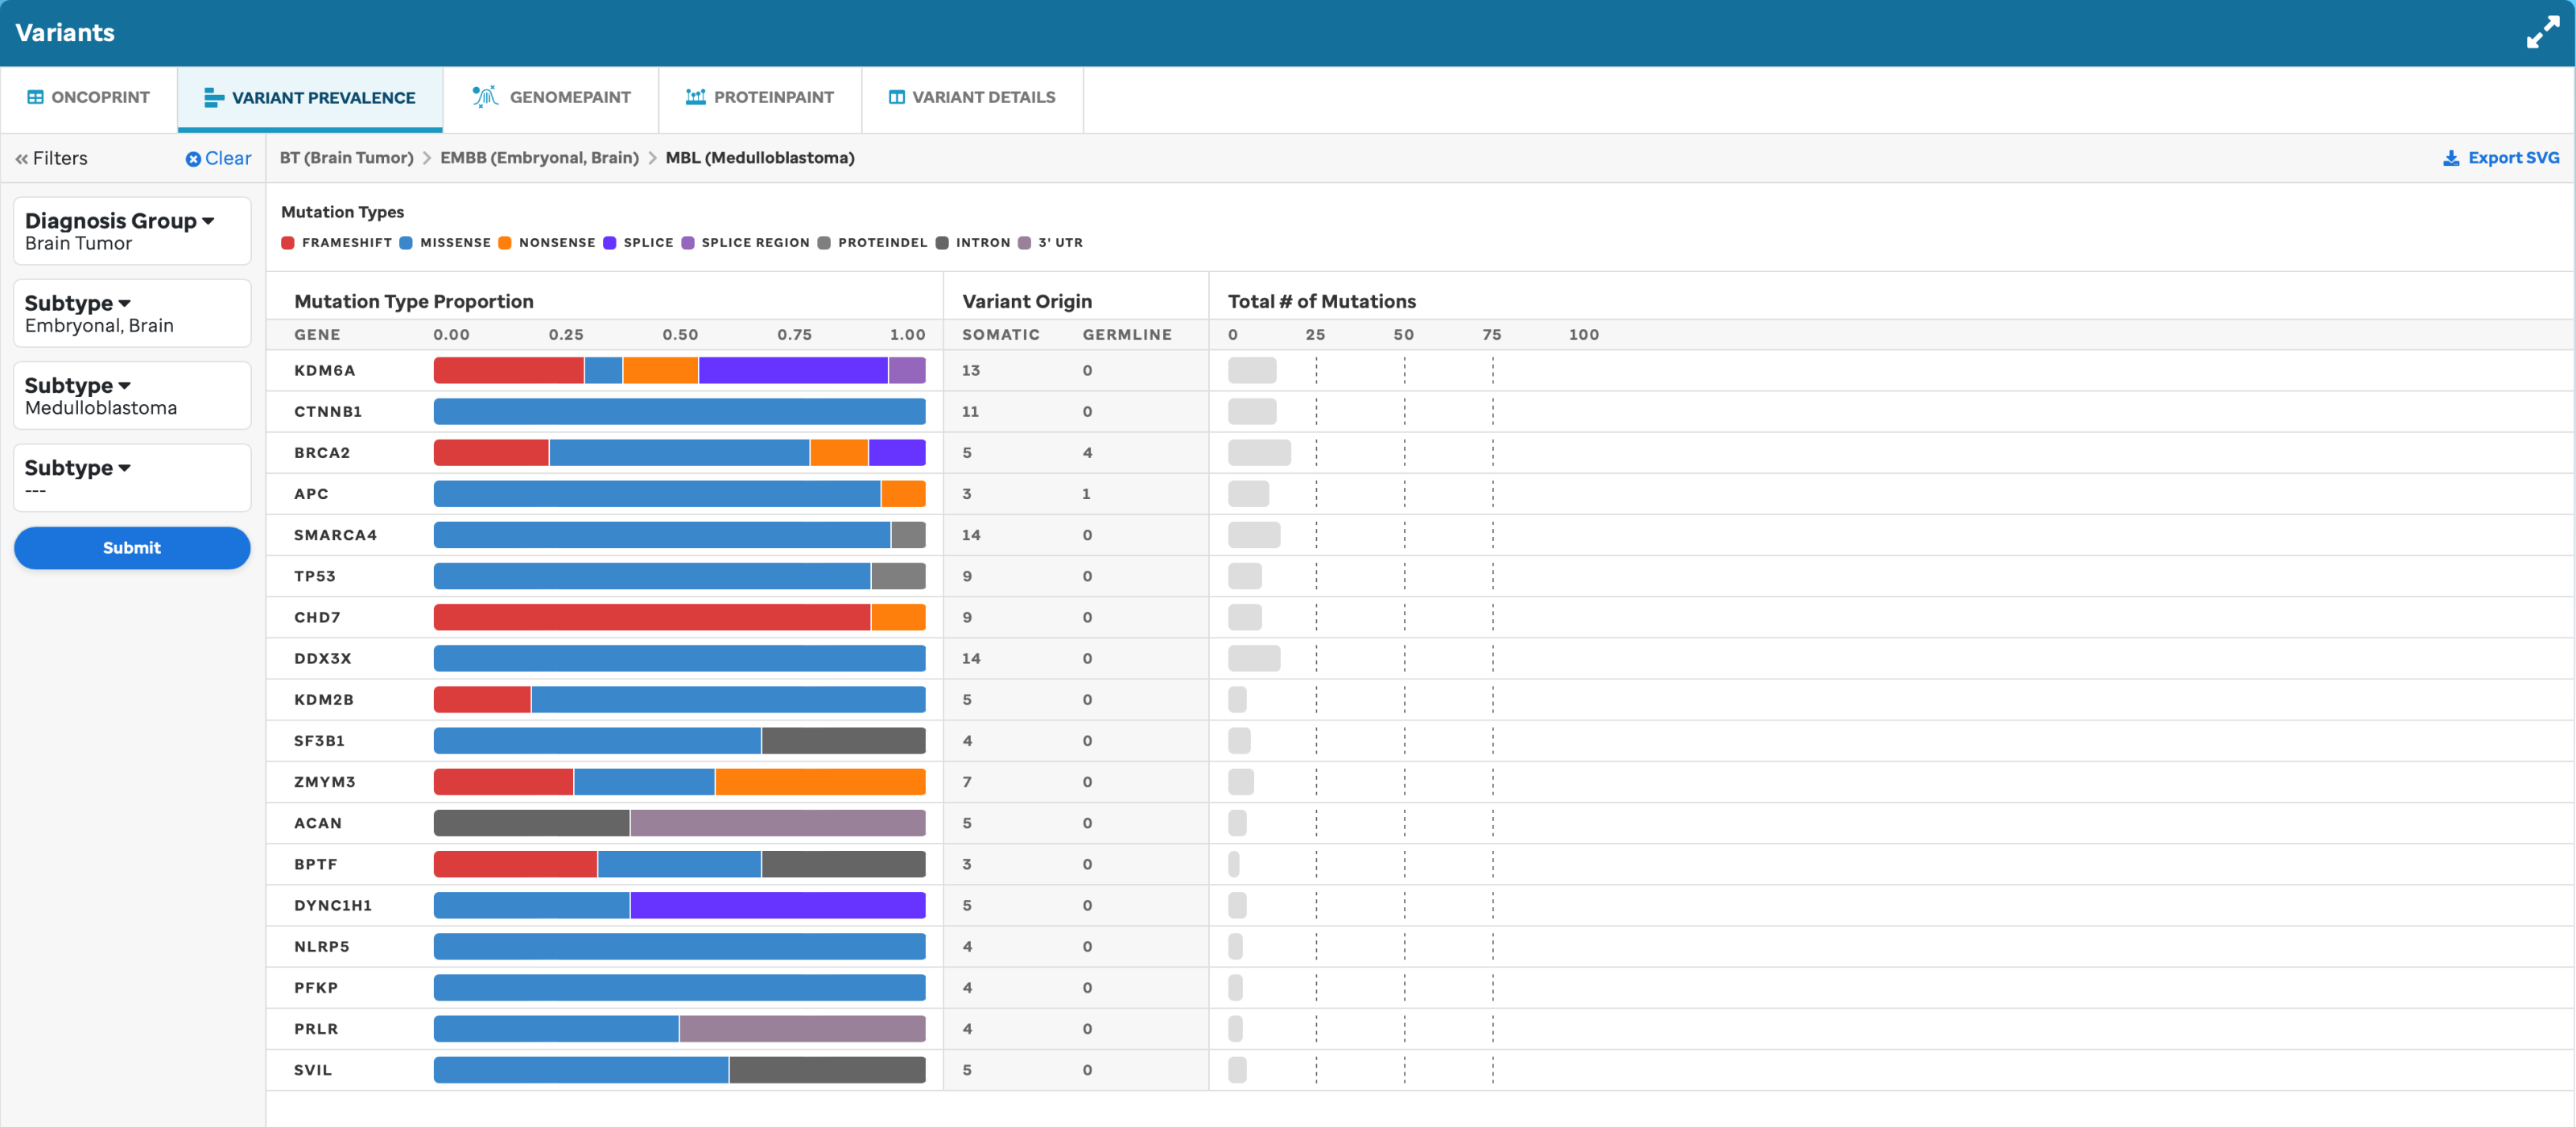 Variants
ONCOPRINT VARIANT PREVALENCE GENOMEPAINT PROTEINPAINT VARIANT DETAILS
Filters Clear BT (Brain Tumor) EMBB (Embryonal, Brain) MBL (Medulloblastoma) Export SVG
Diagnosis Group
Brain Tumor
Subtype
Embryonal, Brain
Subtype
Medulloblastoma
Subtype
---
Submit
Mutation Types
FRAMESHIFT MISSENSE NONSENSE SPLICE SPLICE REGION PROTEINDEL INTRON 3' UTR
Mutation Type Proportion Variant Origin Total # of Mutations
GENE 0.00 0.25 0.50 0.75 1.00 SOMATIC GERMLINE 0 25 50 75 100
KDM6A 13 0
CTNNB1 11 0
BRCA2 5 4
APC 3 1
SMARCA4 14 0
TP53 9 0
CHD7 9 0
DDX3X 14 0
KDM2B 5 0
SF3B1 4 0
ZMYM3 7 0
ACAN 5 0
BPTF 3 0
DYNC1H1 5 0
NLRP5 4 0
PFKP 4 0
PRLR 4 0
SVIL 5 0